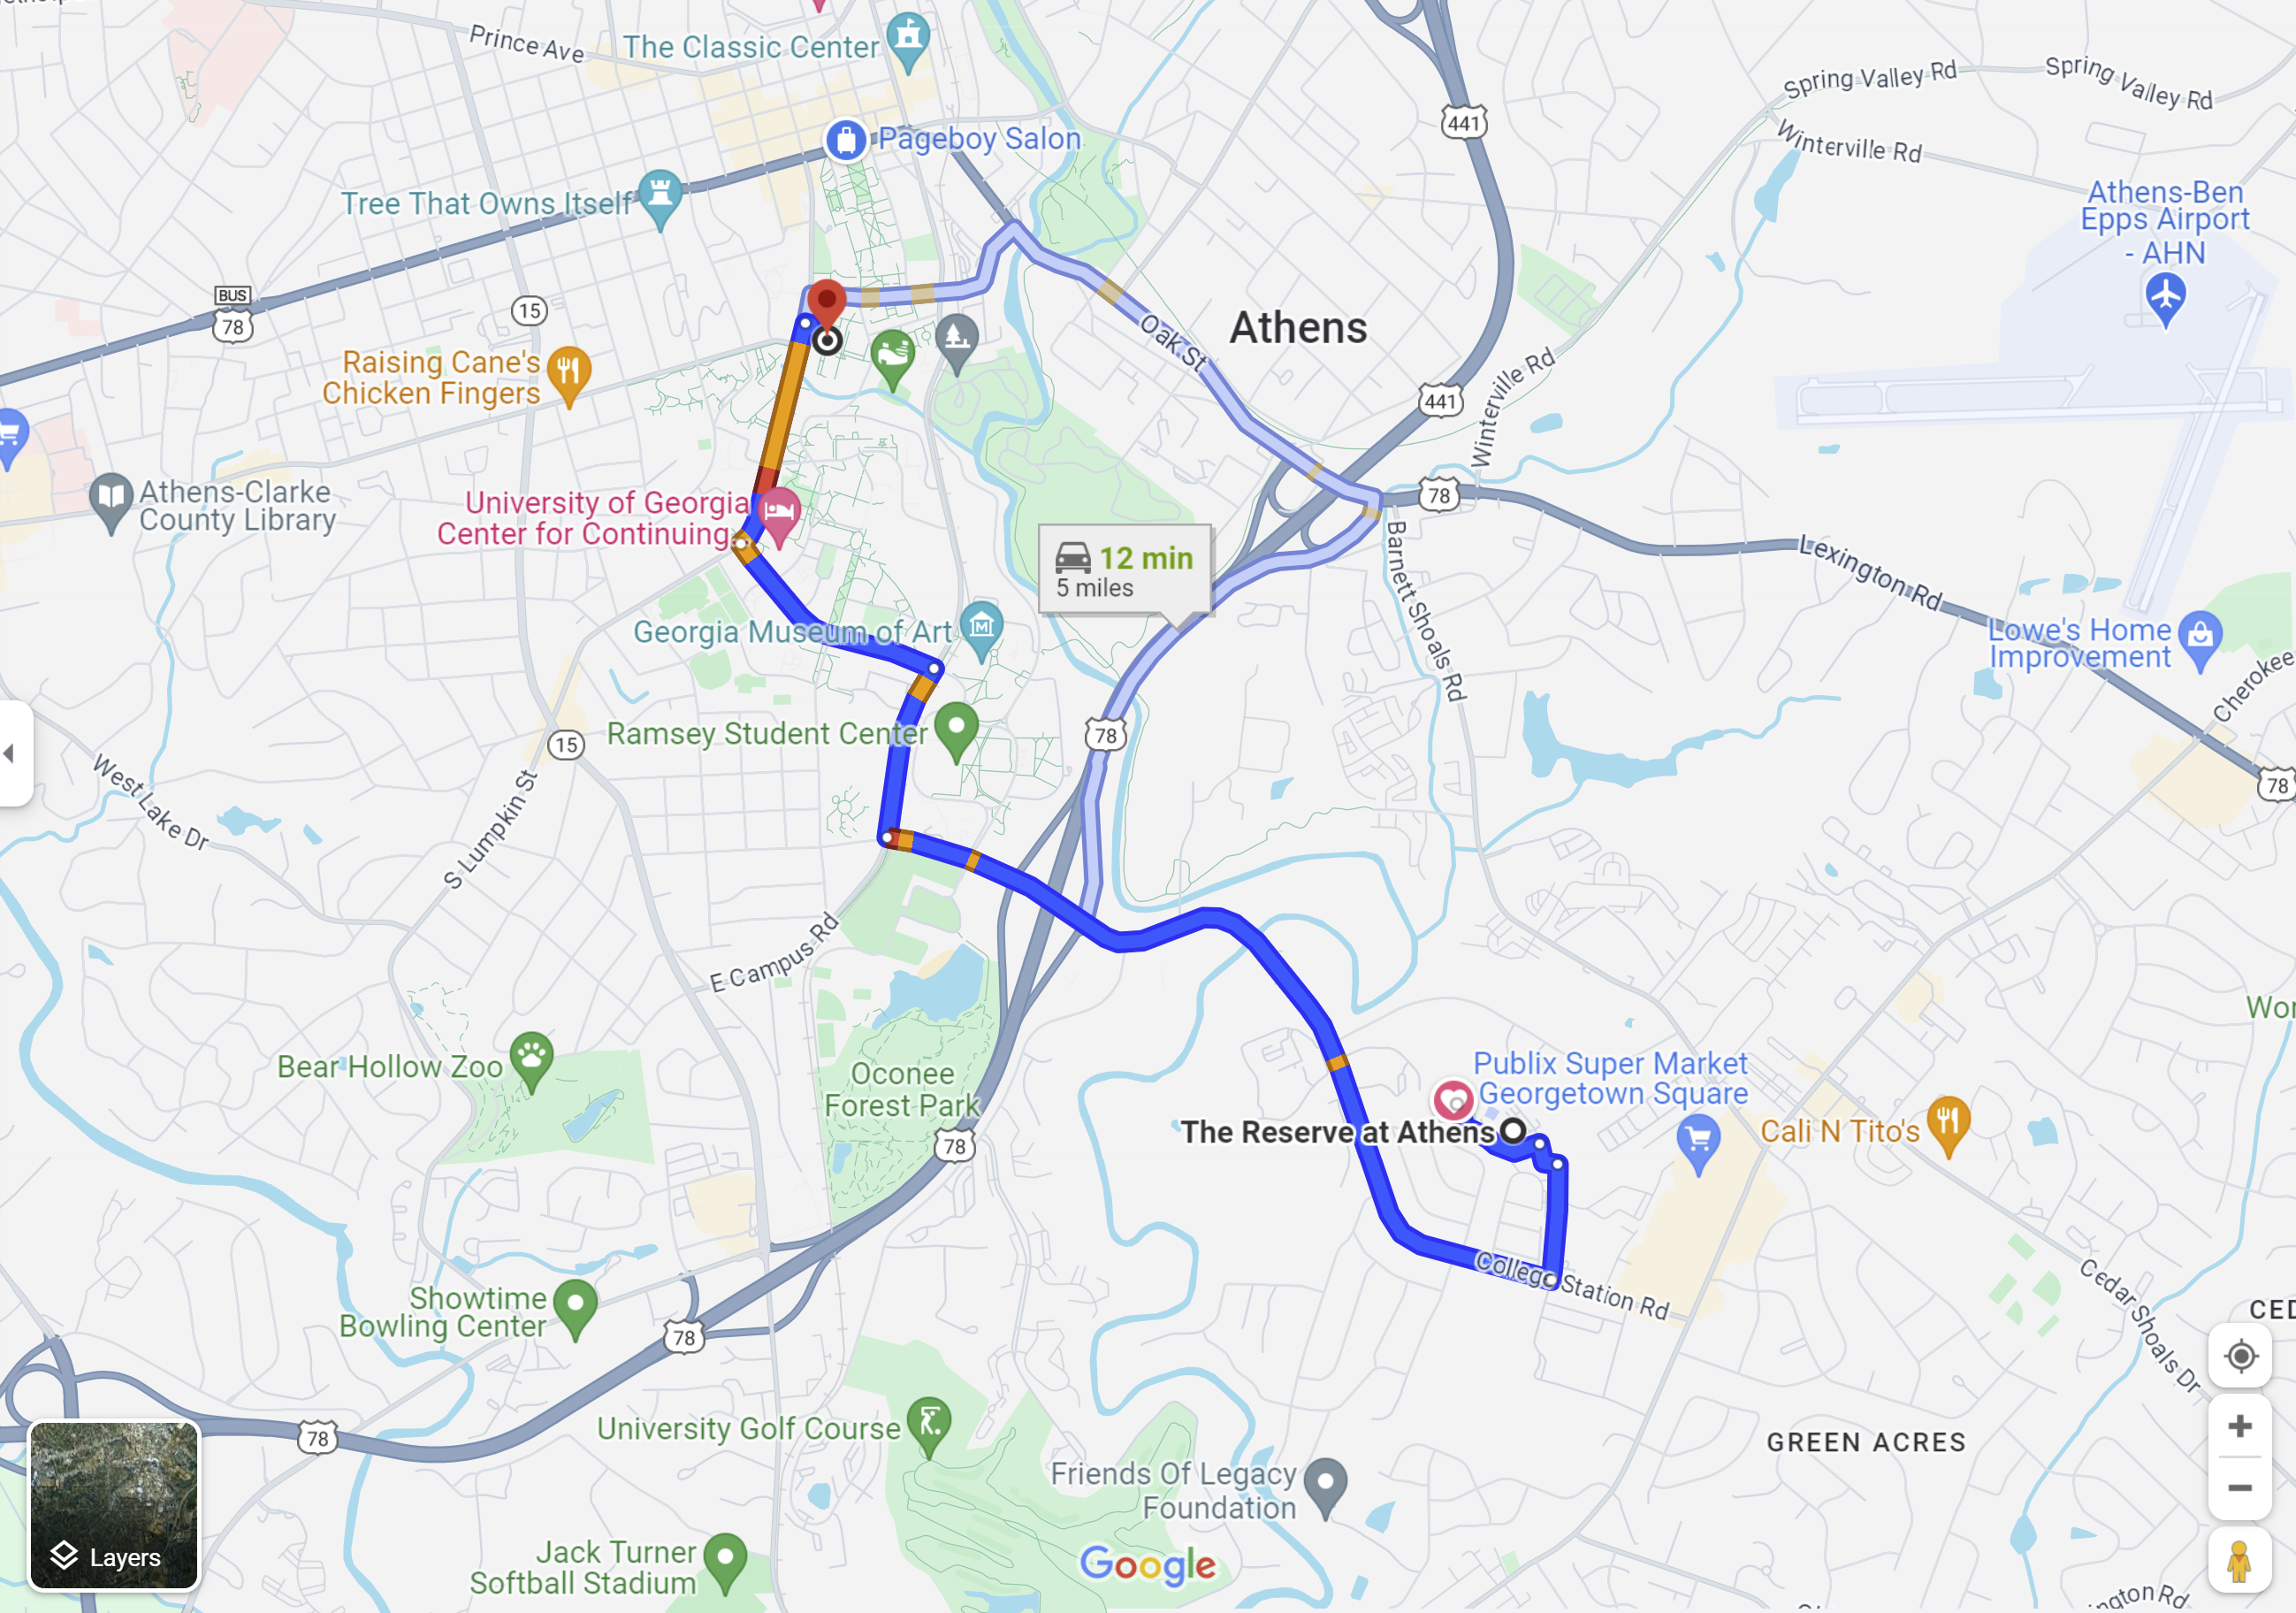 Prince Ave
The Classic Center
Spring Valley Rd
Spring Valley Rd
441
Winterville Rd
Pageboy Salon
Tree That Owns Itself
Athens-Ben
Epps Airport
- AHN
BUS
78
15
Athens
Oak St
Raising Cane's
Chicken Fingers
441
Winterville Rd
Athens-Clarke
County Library
University of Georgia
Center for Continuing...
78
Barnett Shoals Rd
Lexington Rd
12 min
5 miles
Georgia Museum of Art
Lowe's Home
Improvement
Cherokee
Ramsey Student Center
78
15
78
West Lake Dr
S Lumpkin St
E Campus Rd
Wor
Bear Hollow Zoo
Oconee
Forest Park
Publix Super Market
Georgetown Square
The Reserve at Athens
Cali N Tito's
78
College Station Rd
Cedar Shoals Dr
CED
Showtime
Bowling Center
78
University Golf Course
78
GREEN ACRES
Friends Of Legacy
Foundation
Layers
Jack Turner
Softball Stadium
Google
ngton Rd